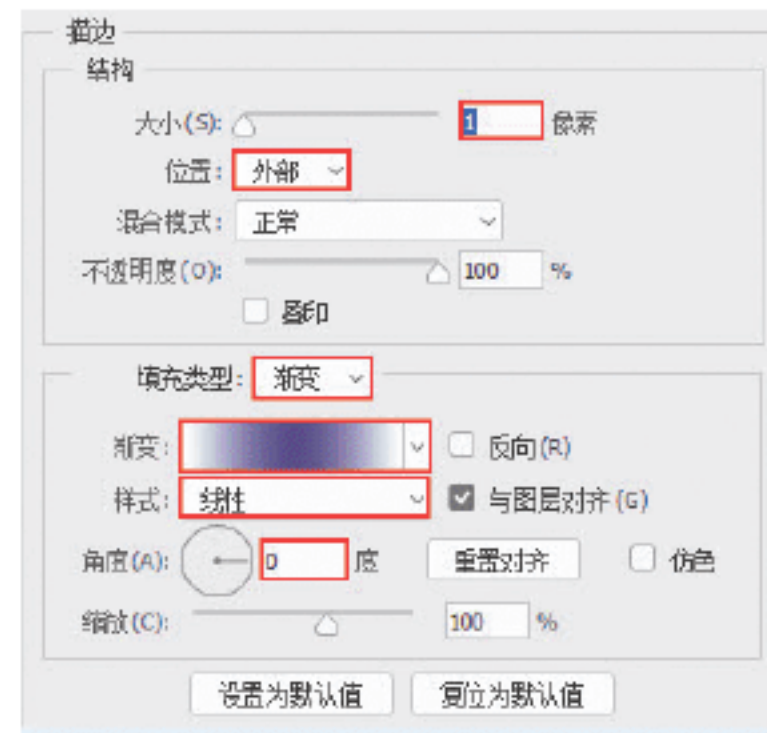 描边
结构
大小(S): 1 像素
位置: 外部
混合模式: 正常
不透明度(O): 100 %
叠印
填充类型: 渐变
渐变: 反向(R)
样式: 线性 与图层对齐(G)
角度(A): 0 度 重置对齐 仿色
缩放(C): 100 %
设置为默认值 复位为默认值